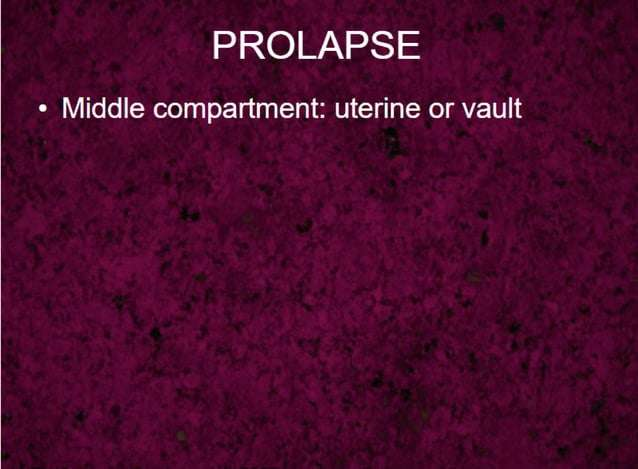 PROLAPSE
• Middle compartment: uterine or vault